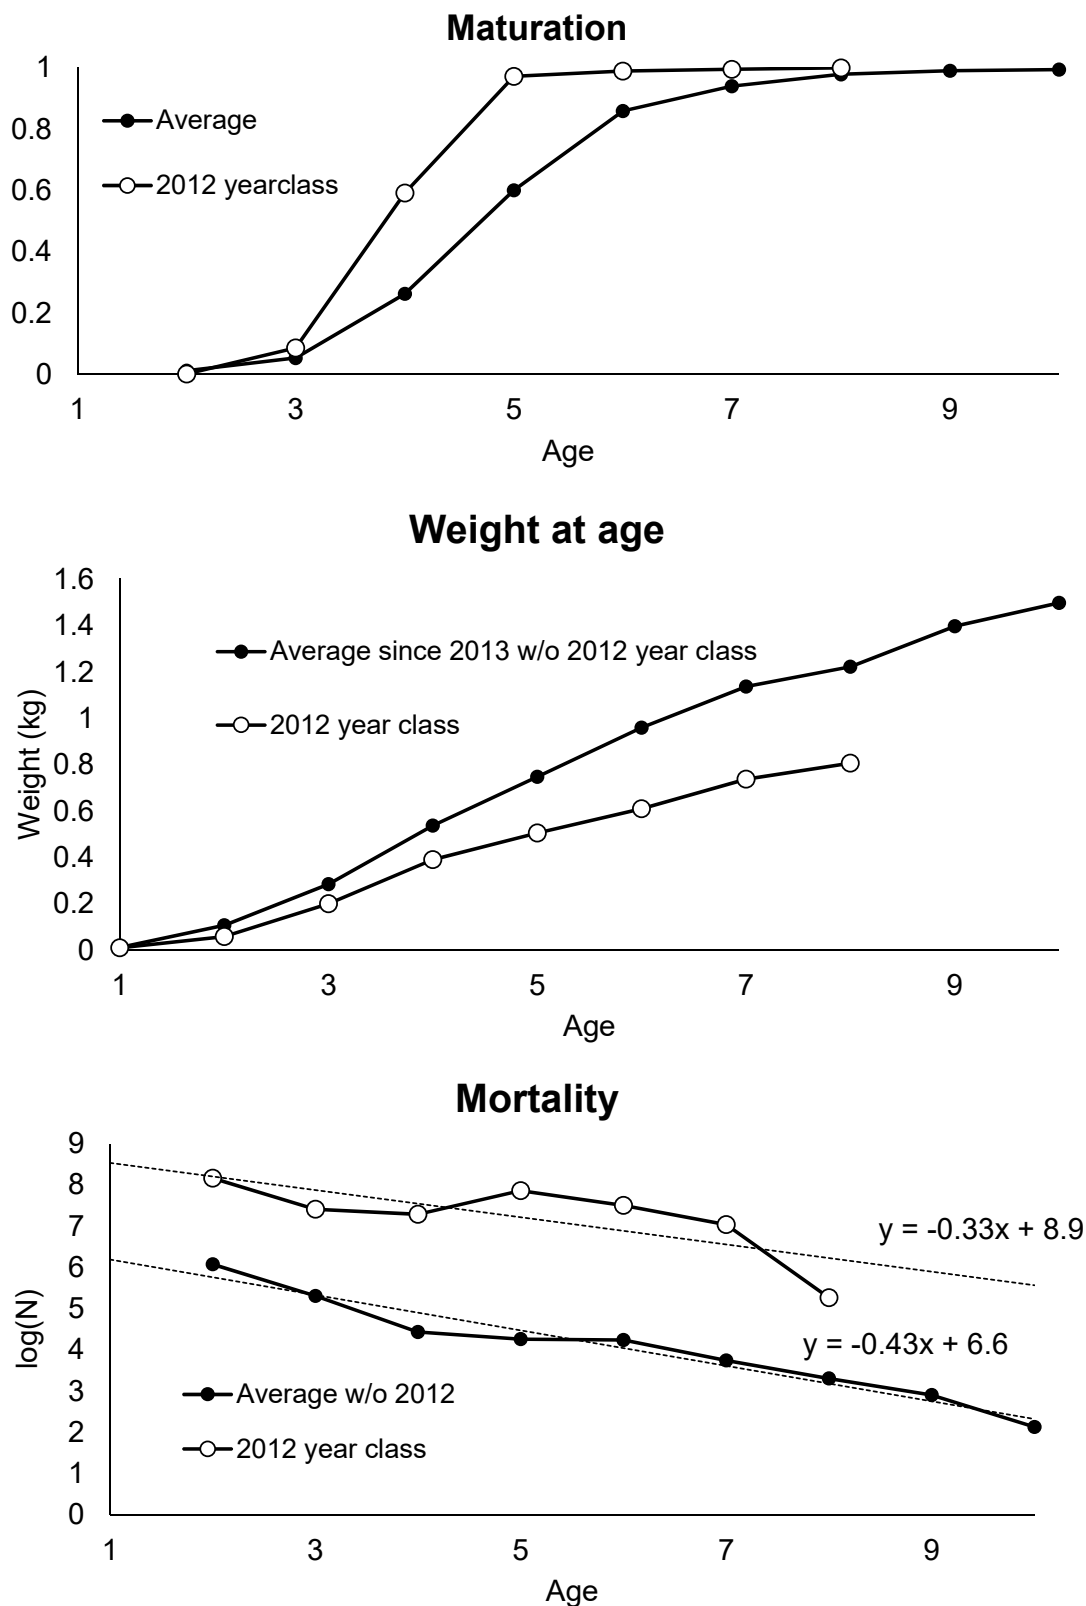 Maturation
1
0.8
0.6
0.4
0.2
0
Average
2012 yearclass
1 3 5 7 9
Age
Weight at age
1.6
1.4
1.2
1
0.8
0.6
0.4
0.2
0
Weight (kg)
Average since 2013 w/o 2012 year class
2012 year class
1 3 5 7 9
Age
Mortality
9
8
7
6
5
4
3
2
1
0
log(N)
y = -0.33x + 8.9
y = -0.43x + 6.6
Average w/o 2012
2012 year class
1 3 5 7 9
Age